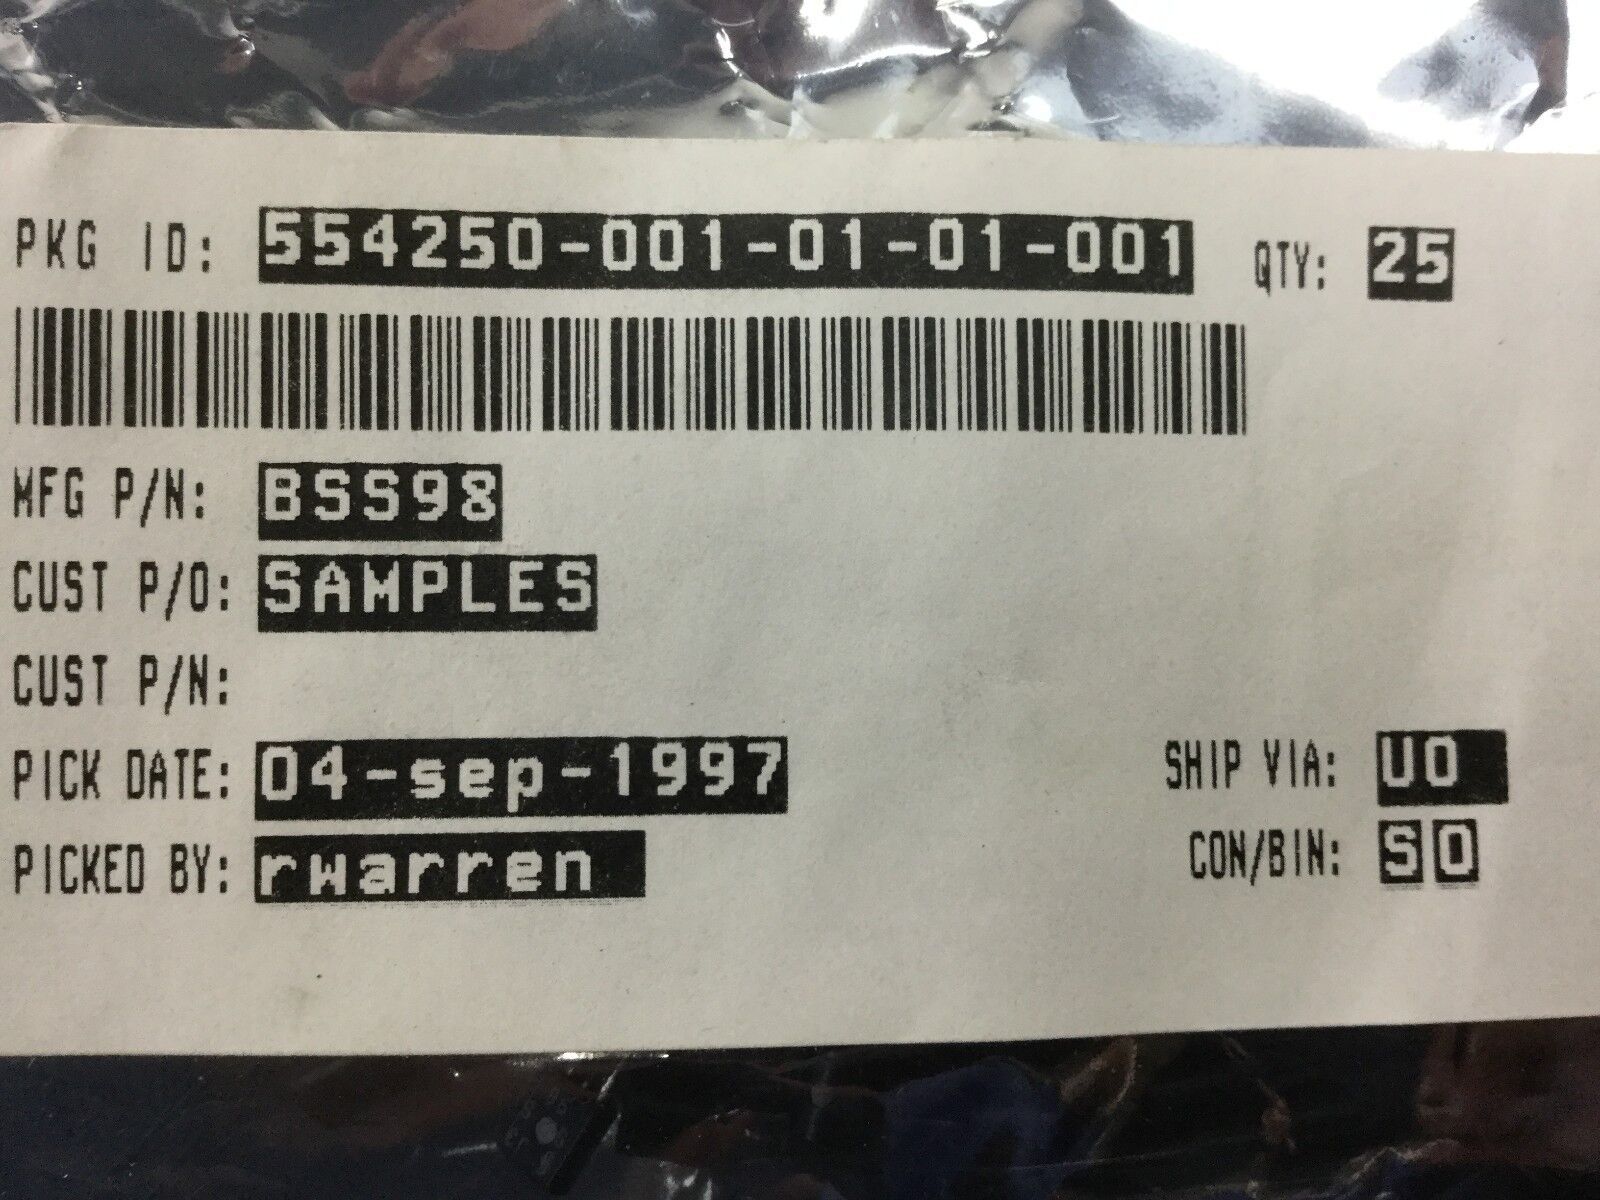 PKG ID: 554250-001-01-01-001 QTY: 25
MFG P/N: BSS98
CUST P/O: SAMPLES
CUST P/N:
PICK DATE: 04-sep-1997 SHIP VIA: UO
PICKED BY: rwarren CON/BIN: SO